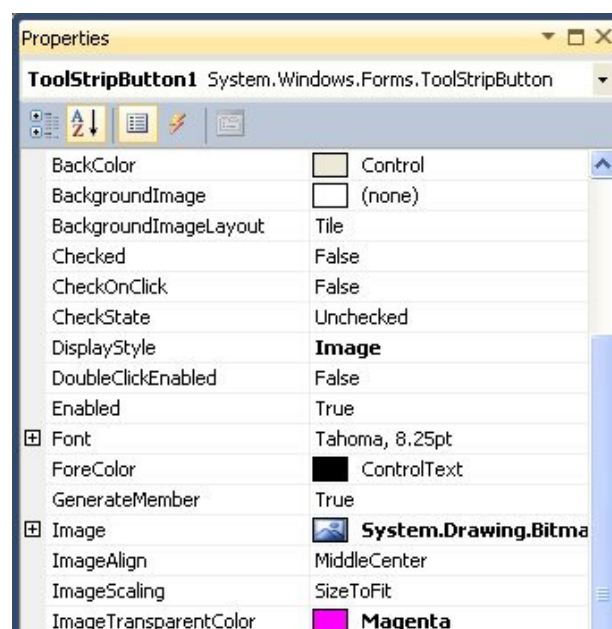 Properties
ToolStripButton1 System.Windows.Forms.ToolStripButton
BackColor Control
BackgroundImage (none)
BackgroundImageLayout Tile
Checked False
CheckOnClick False
CheckState Unchecked
DisplayStyle Image
DoubleClickEnabled False
Enabled True
Font Tahoma, 8.25pt
ForeColor ControlText
GenerateMember True
Image System.Drawing.Bitma
ImageAlign MiddleCenter
ImageScaling SizeToFit
ImageTransparentColor Magenta